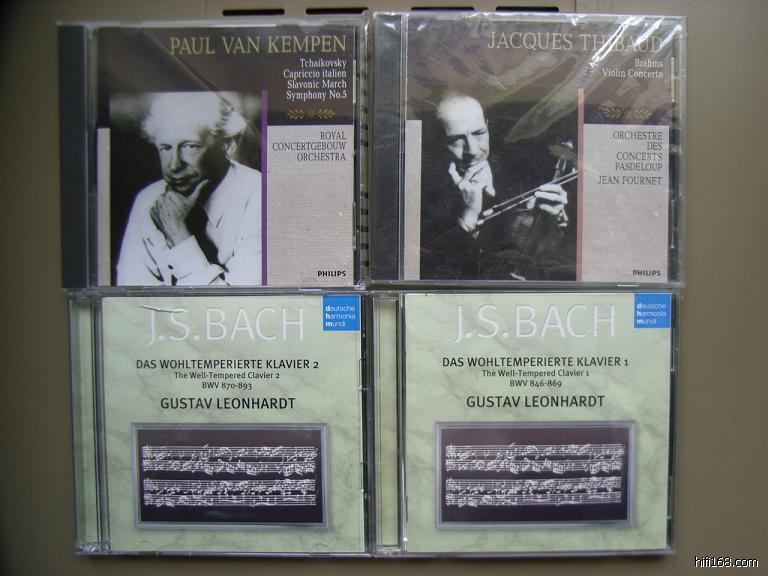 PAUL VAN KEMPEN
Tchaikovsky
Capriccio italien
Slavonic March
Symphony No.5
ROYAL
CONCERTGEBOUW
ORCHESTRA
PHILIPS
JACQUES THIBAUD
Brahms
Violin Concerto
ORCHESTRE
DES
CONCERTS
PASDELOUP
JEAN FOURNET
PHILIPS
J.S.BACH
deutsche
harmonia
mundi
DAS WOHLTEMPERIERTE KLAVIER 2
The Well-Tempered Clavier 2
BWV 870-893
GUSTAV LEONHARDT
J.S.BACH
deutsche
harmonia
mundi
DAS WOHLTEMPERIERTE KLAVIER 1
The Well-Tempered Clavier 1
BWV 846-869
GUSTAV LEONHARDT
hifi168.com